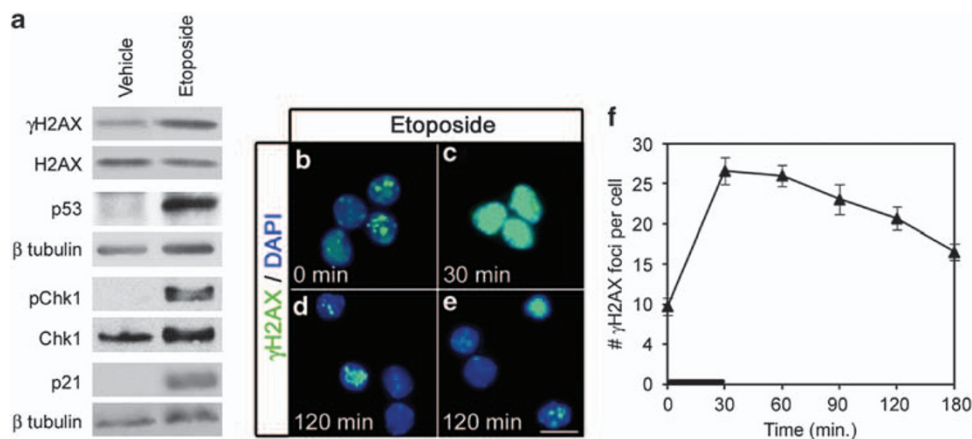 a
Vehicle
Etoposide
γH2AX
H2AX
p53
β tubulin
pChk1
Chk1
p21
β tubulin
Etoposide
γH2AX / DAPI
b
0 min
c
30 min
d
120 min
e
120 min
f
# γH2AX foci per cell
30
26
25
20
15
10
4
0
0
30
60
90
120
180
Time (min.)